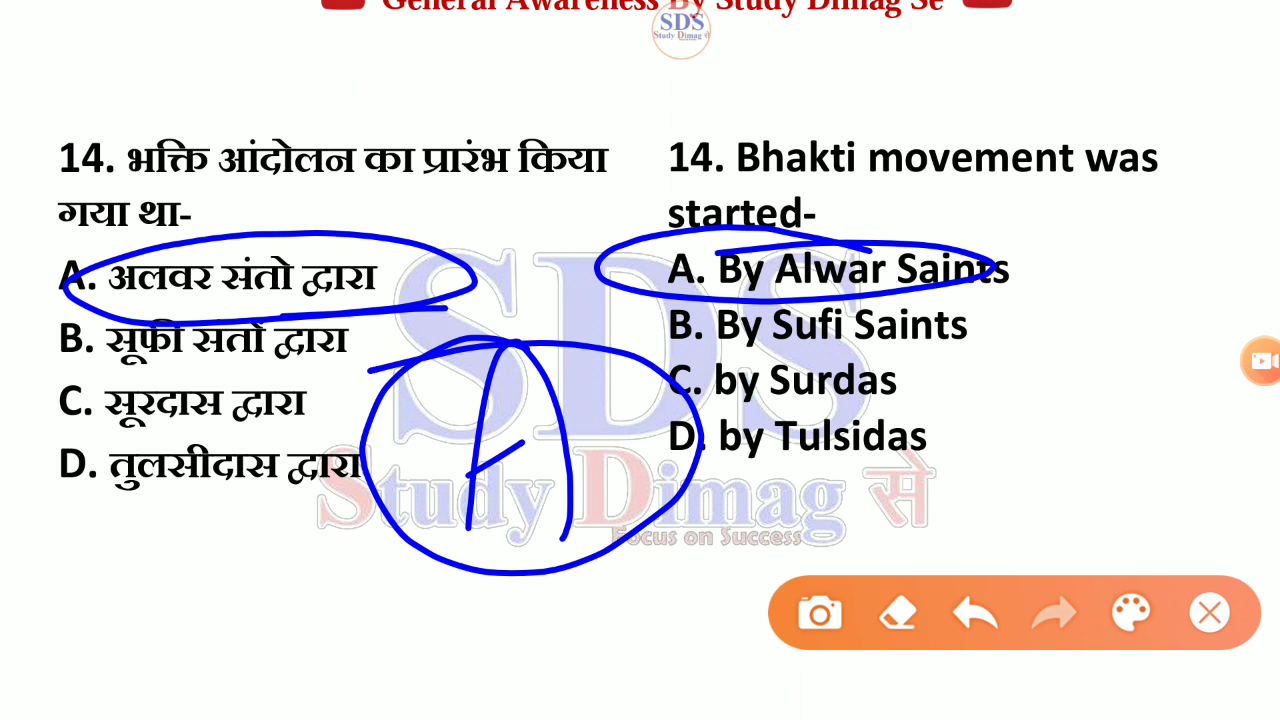 General Awareness By Study Dimag Se
SDS
Study Dimag से
14. भक्ति आंदोलन का प्रारंभ किया
गया था-
A. अलवर संतो द्वारा
B. सूफी संतो द्वारा
C. सूरदास द्वारा
D. तुलसीदास द्वारा
14. Bhakti movement was
started-
A. By Alwar Saints
B. By Sufi Saints
C. by Surdas
D. by Tulsidas
A
SDS
Study Dimag से
Focus on Success